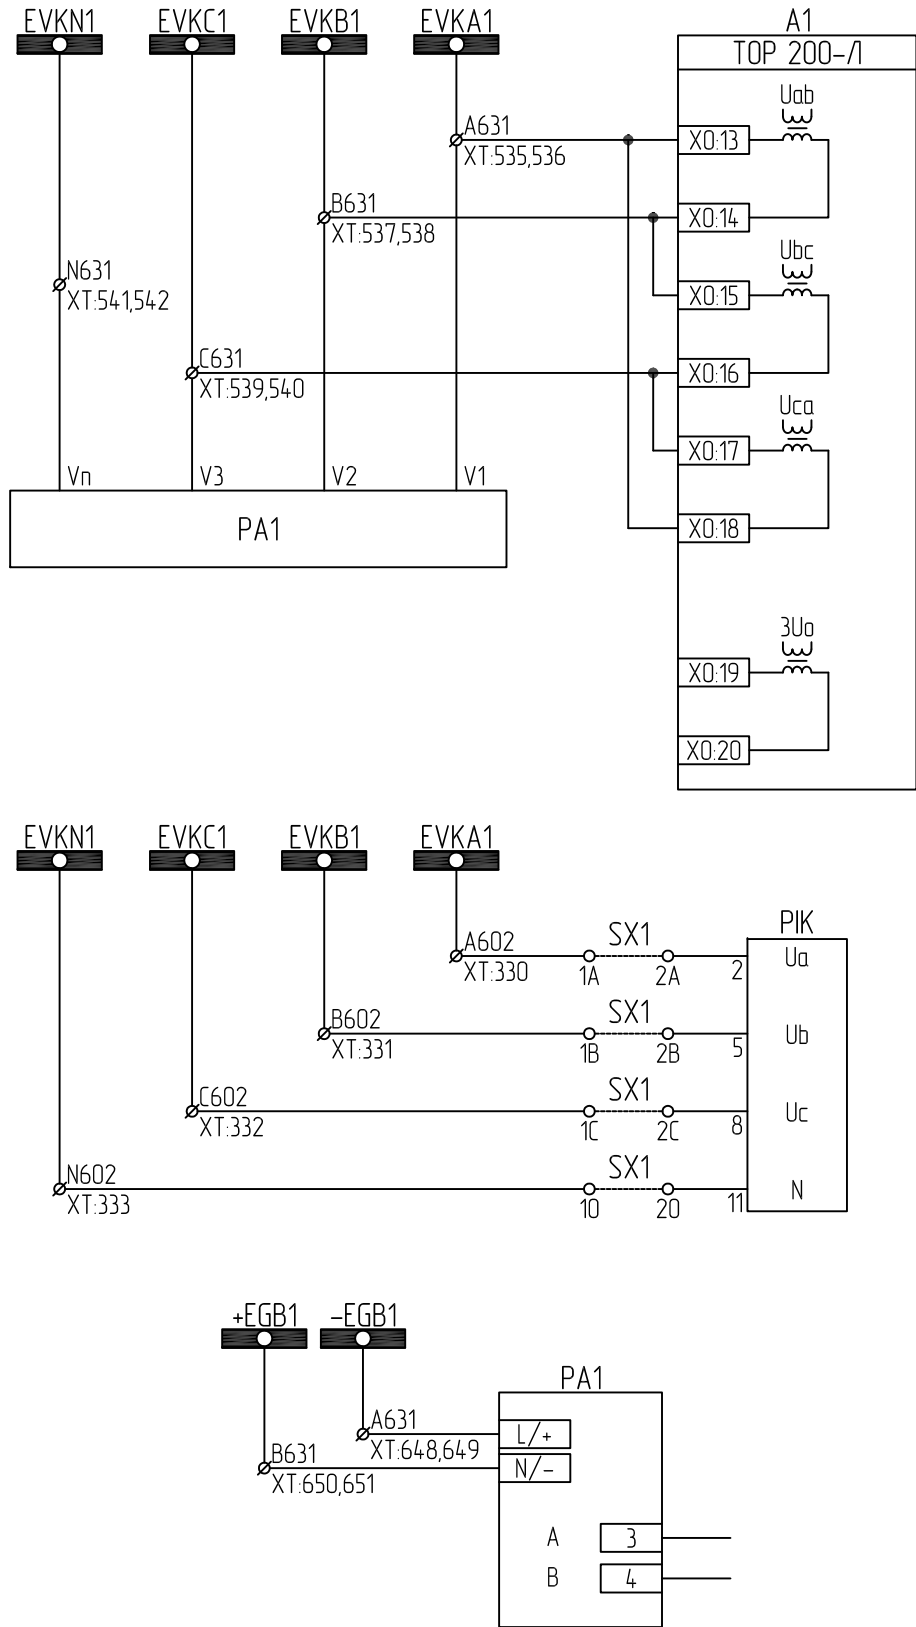 EVKN1 EVKC1 EVKB1 EVKA1 A1
ТОР 200-Л
Uab
A631 X0:13
XT:535,536
B631 X0:14
XT:537,538
Ubc
N631 X0:15
XT:541,542
C631 X0:16
XT:539,540
Uca
Vn V3 V2 V1 X0:17
PA1 X0:18
3Uo
X0:19
X0:20
EVKN1 EVKC1 EVKB1 EVKA1
PIK
A602 SX1 Ua
XT:330 1A 2A 2
B602 SX1 Ub
XT:331 1B 2B 5
C602 SX1 Uc
XT:332 1C 2C 8
N602 SX1 N
XT:333 10 20 11
+EGB1 -EGB1
PA1
A631 L/+
XT:648,649
B631 N/-
XT:650,651
A 3
B 4